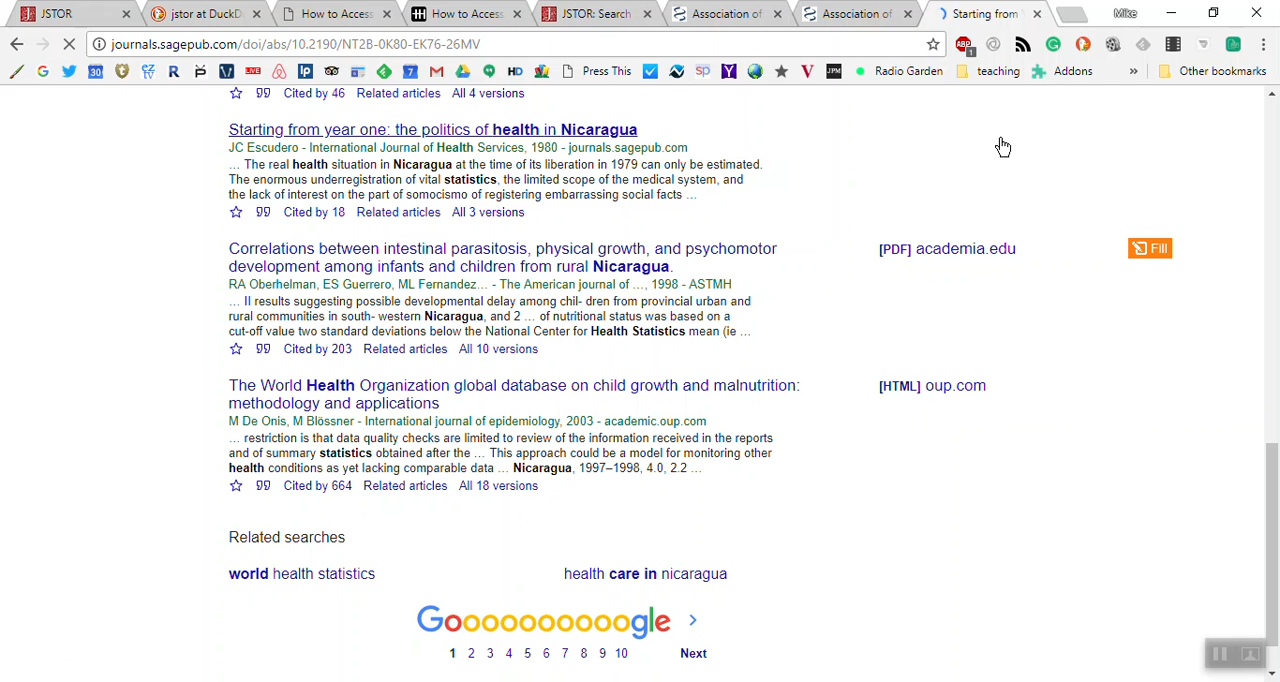 JSTOR
jstor at DuckD
How to Access
How to Access
JSTOR: Search
Association of
Association of
Starting from
Mike
journals.sagepub.com/doi/abs/10.2190/NT2B-0K80-EK76-26MV
ABP
1
30
R
LIVE
lp
7
HD
Press This
sp
Y
V
JPM
Radio Garden
teaching
Addons
»
Other bookmarks
Cited by 46 Related articles All 4 versions
Starting from year one: the politics of health in Nicaragua
JC Escudero - International Journal of Health Services, 1980 - journals.sagepub.com
... The real health situation in Nicaragua at the time of its liberation in 1979 can only be estimated.
The enormous underregistration of vital statistics, the limited scope of the medical system, and
the lack of interest on the part of somocismo of registering embarrassing social facts ...
Cited by 18 Related articles All 3 versions
Correlations between intestinal parasitosis, physical growth, and psychomotor
development among infants and children from rural Nicaragua.
[PDF] academia.edu
Fill
RA Oberhelman, ES Guerrero, ML Fernandez... - The American journal of ..., 1998 - ASTMH
... II results suggesting possible developmental delay among chil- dren from provincial urban and
rural communities in south- western Nicaragua, and 2 ... of nutritional status was based on a
cut-off value two standard deviations below the National Center for Health Statistics mean (ie ...
Cited by 203 Related articles All 10 versions
The World Health Organization global database on child growth and malnutrition:
methodology and applications
[HTML] oup.com
M De Onis, M Blössner - International journal of epidemiology, 2003 - academic.oup.com
... restriction is that data quality checks are limited to review of the information received in the reports
and of summary statistics obtained after the ... This approach could be a model for monitoring other
health conditions as yet lacking comparable data ... Nicaragua, 1997–1998, 4.0, 2.2 ...
Cited by 664 Related articles All 18 versions
Related searches
world health statistics
health care in nicaragua
Goooooooooogle
1 2 3 4 5 6 7 8 9 10 Next